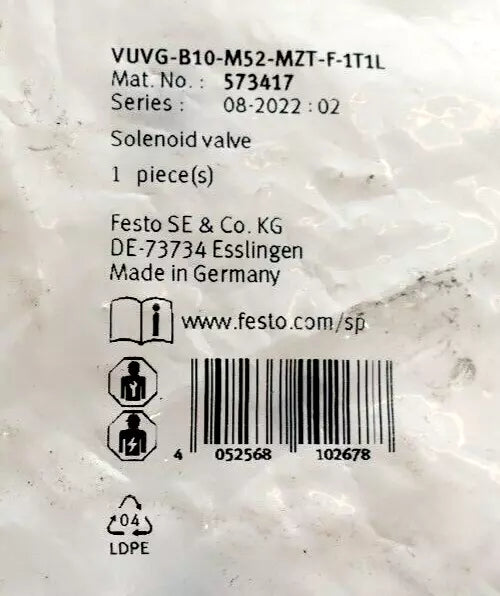 VUVG-B10-M52-MZT-F-1T1L
Mat. No. : 573417
Series : 08-2022 : 02
Solenoid valve
1 piece(s)
Festo SE & Co. KG
DE-73734 Esslingen
Made in Germany
i www.festo.com/sp
4 052568 102678
04
LDPE